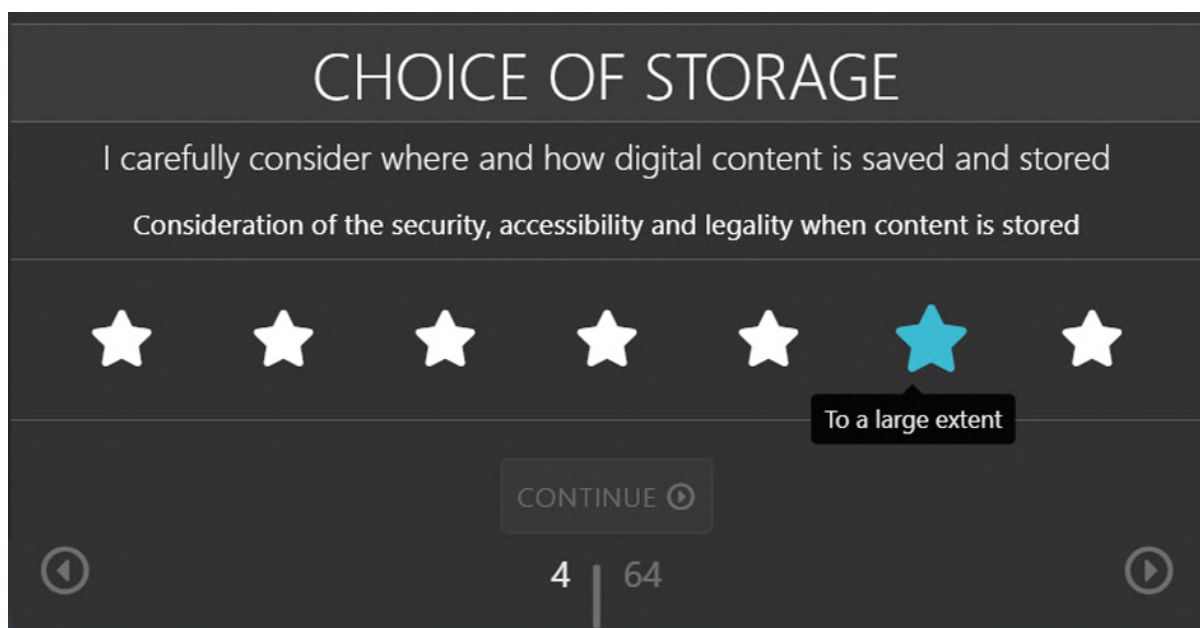 CHOICE OF STORAGE
I carefully consider where and how digital content is saved and stored
Consideration of the security, accessibility and legality when content is stored
To a large extent
CONTINUE
4 | 64